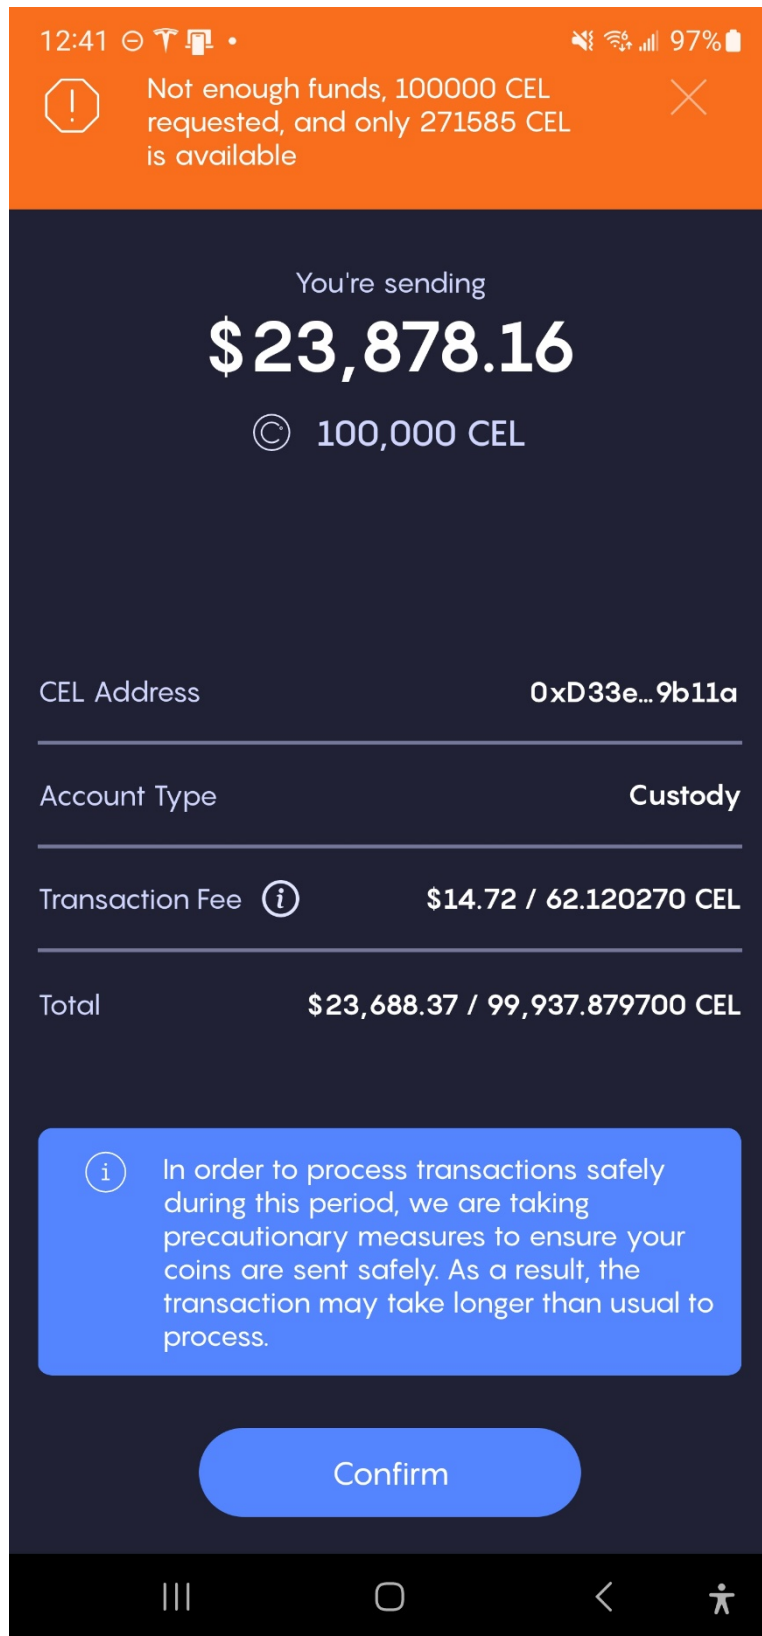 12:41
97%
Not enough funds, 100000 CEL
requested, and only 271585 CEL
is available
You're sending
$23,878.16
100,000 CEL
CEL Address 0xD33e...9b11a
Account Type Custody
Transaction Fee i $14.72 / 62.120270 CEL
Total $23,688.37 / 99,937.879700 CEL
In order to process transactions safely
during this period, we are taking
precautionary measures to ensure your
coins are sent safely. As a result, the
transaction may take longer than usual to
process.
Confirm